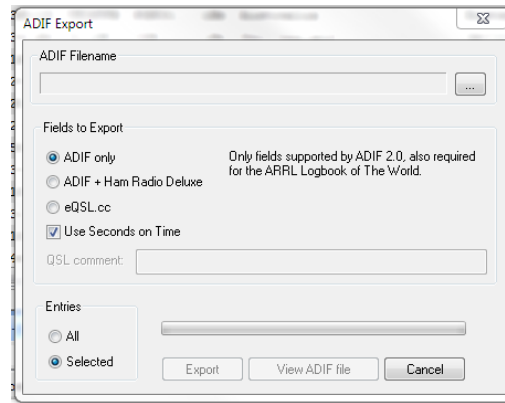 ADIF Export
ADIF Filename
...
Fields to Export
ADIF only
Only fields supported by ADIF 2.0, also required
for the ARRL Logbook of The World.
ADIF + Ham Radio Deluxe
eQSL.cc
Use Seconds on Time
QSL comment:
Entries
All
Selected
Export
View ADIF file
Cancel